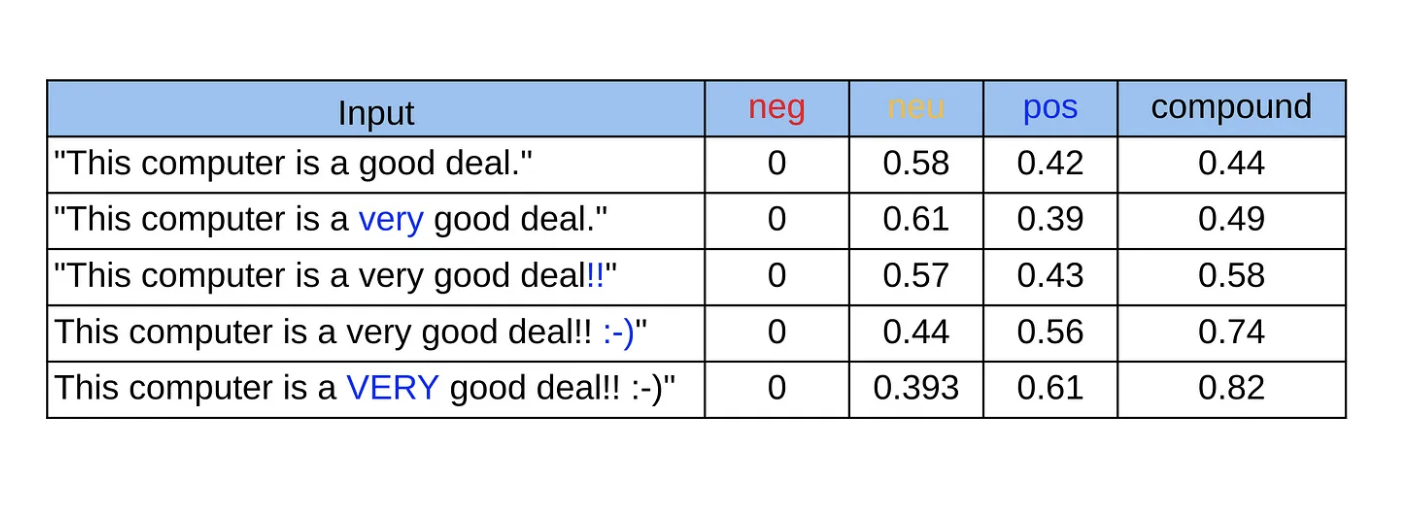 Input neg neu pos compound
"This computer is a good deal." 0 0.58 0.42 0.44
"This computer is a very good deal." 0 0.61 0.39 0.49
"This computer is a very good deal!!" 0 0.57 0.43 0.58
This computer is a very good deal!! :-)" 0 0.44 0.56 0.74
This computer is a VERY good deal!! :-)" 0 0.393 0.61 0.82